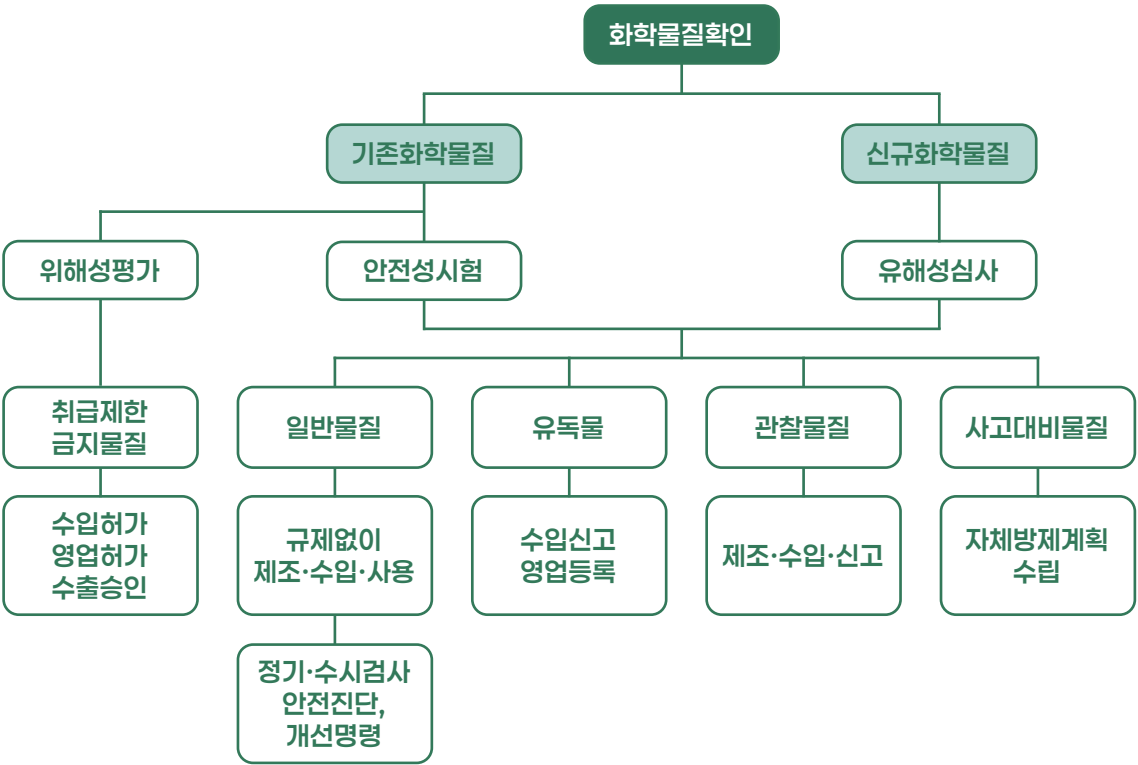 화학물질확인
기존화학물질
신규화학물질
위해성평가
안전성시험
유해성심사
취급제한
금지물질
일반물질
유독물
관찰물질
사고대비물질
수입허가
영업허가
수출승인
규제없이
제조·수입·사용
수입신고
영업등록
제조·수입·신고
자체방제계획
수립
정기·수시검사
안전진단,
개선명령